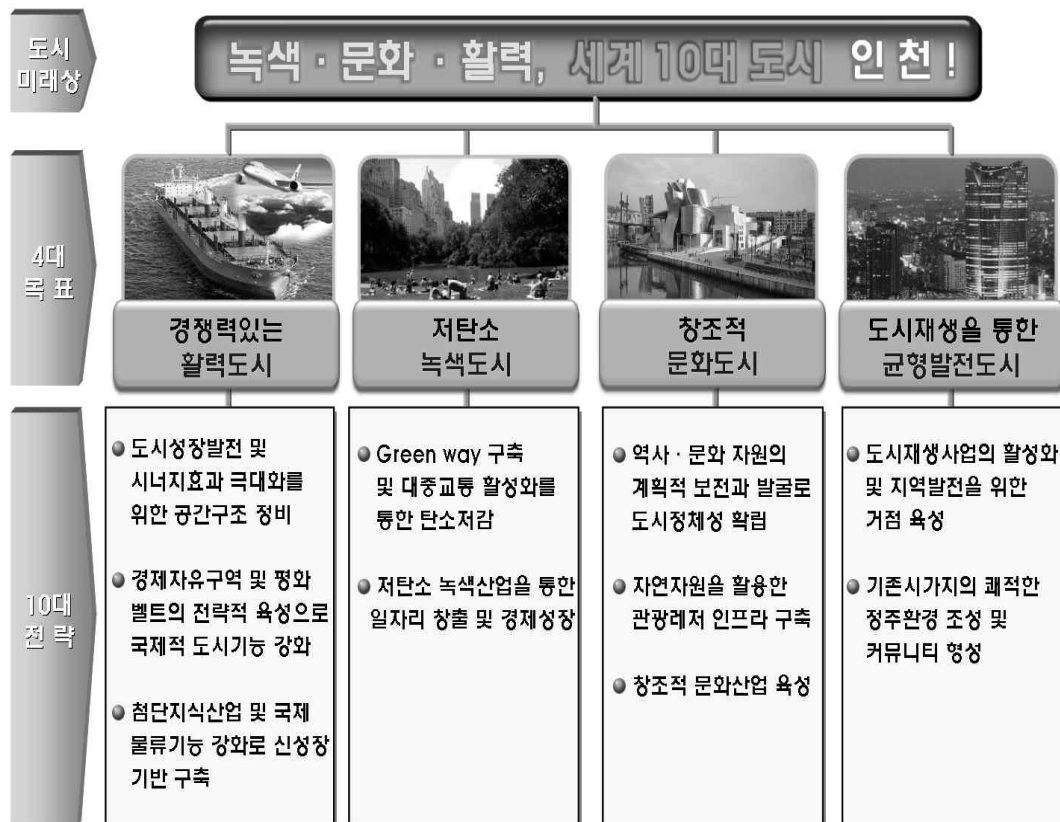 도시
미래상
녹색 · 문화 · 활력, 세계 10대 도시 인천 !
4대
목 표
경쟁력있는
활력도시
저탄소
녹색도시
창조적
문화도시
도시재생을 통한
균형발전도시
10대
전 략
도시성장발전 및
시너지효과 극대화를
위한 공간구조 정비
경제자유구역 및 평화
벨트의 전략적 육성으로
국제적 도시기능 강화
첨단지식산업 및 국제
물류기능 강화로 신성장
기반 구축
Green way 구축
및 대중교통 활성화를
통한 탄소저감
저탄소 녹색산업을 통한
일자리 창출 및 경제성장
역사 · 문화 자원의
계획적 보전과 발굴로
도시정체성 확립
자연자원을 활용한
관광레저 인프라 구축
창조적 문화산업 육성
도시재생사업의 활성화
및 지역발전을 위한
거점 육성
기존시가지의 쾌적한
정주환경 조성 및
커뮤니티 형성